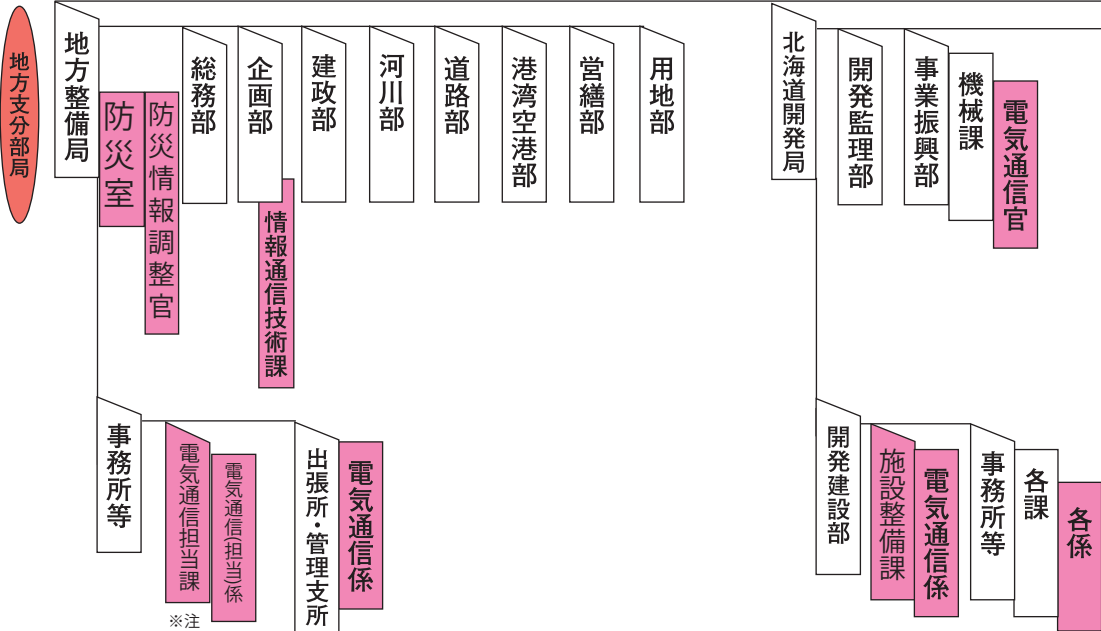 地方支分部局
地方整備局
防災室
防災情報調整官
総務部
企画部
情報通信技術課
建政部
河川部
道路部
港湾空港部
営繕部
用地部
事務所等
電気通信担当課
※注
電気通信(担当)係
出張所・管理支所
電気通信係
北海道開発局
開発監理部
事業振興部
機械課
電気通信官
開発建設部
施設整備課
電気通信係
事務所等
各課
各係